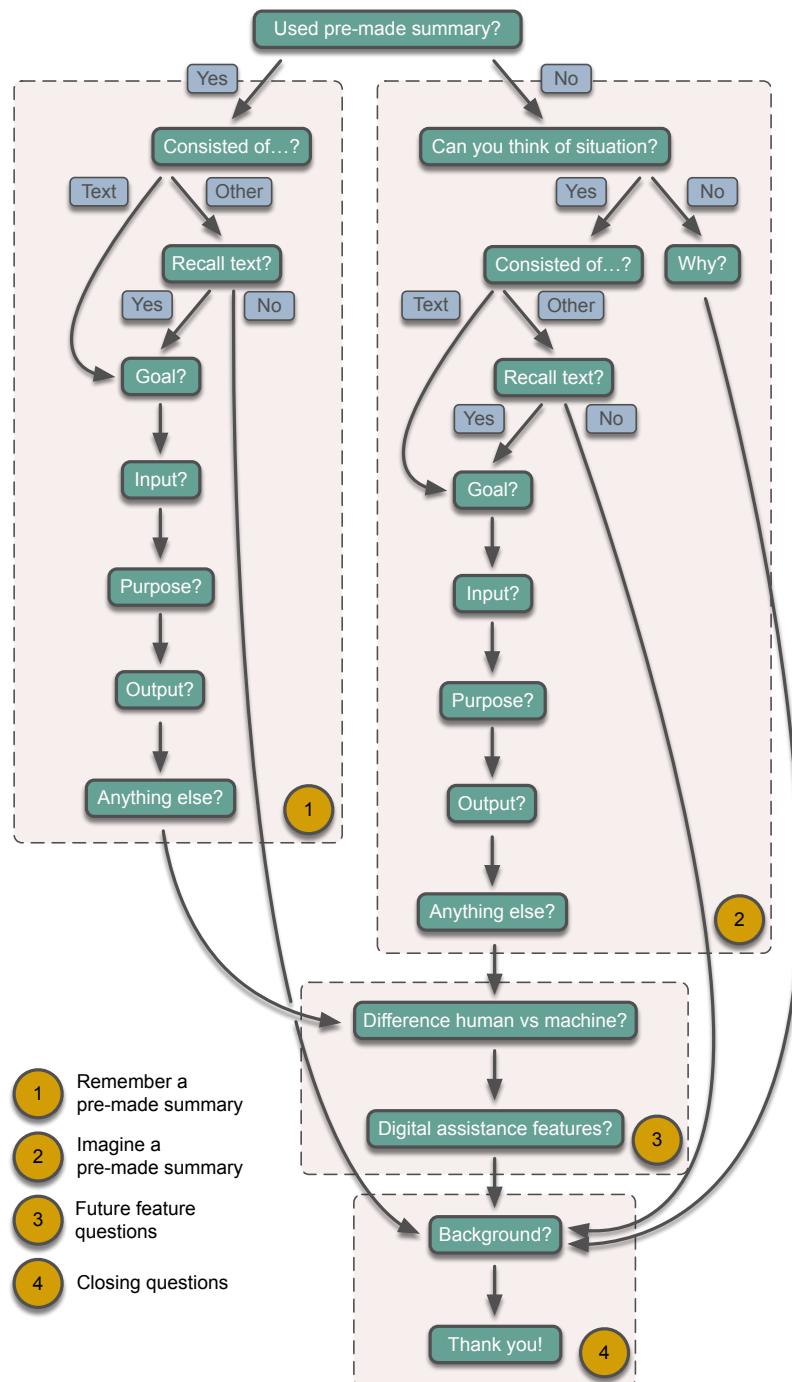 Used pre-made summary?
Yes
No
Consisted of...?
Can you think of situation?
Text
Other
Yes
No
Recall text?
Consisted of...?
Why?
Yes
No
Text
Other
Goal?
Recall text?
Yes
No
Input?
Goal?
Purpose?
Input?
Output?
Purpose?
Anything else?
1
Output?
Anything else?
2
Difference human vs machine?
Digital assistance features?
3
1
Remember a
pre-made summary
2
Imagine a
pre-made summary
3
Future feature
questions
4
Closing questions
Background?
Thank you!
4